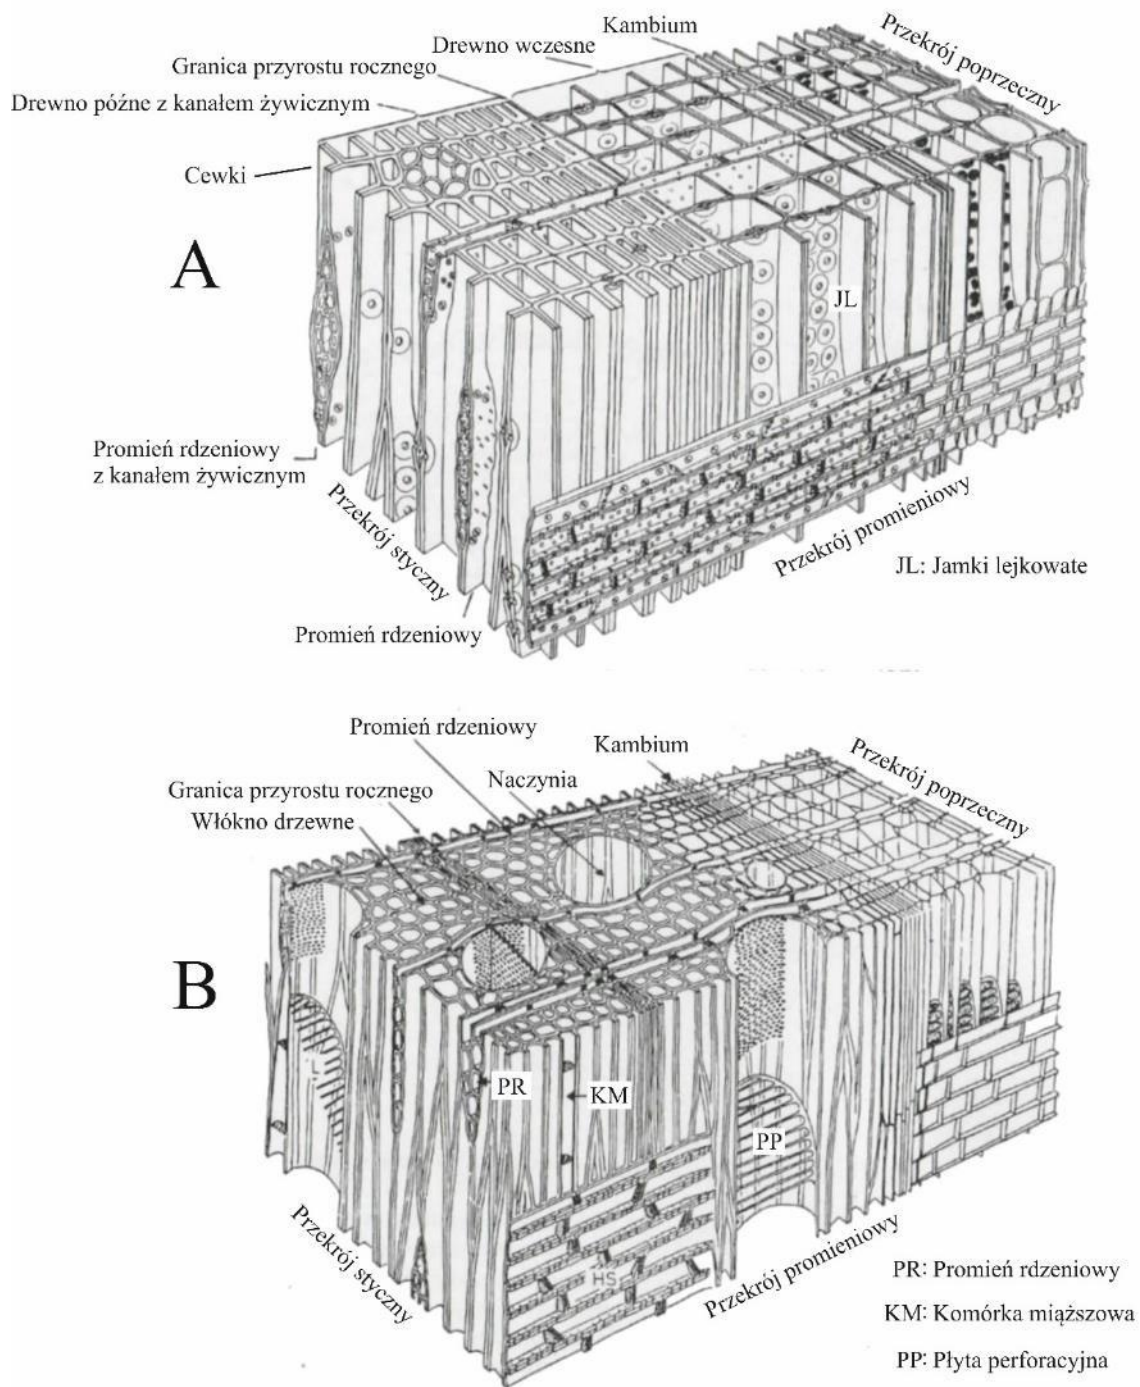 Kambium
Drewno wczesne
Granica przyrostu rocznego
Drewno późne z kanałem żywicznym
Cewki
Przekrój poprzeczny
A
JL
Promień rdzeniowy
z kanałem żywicznym
Przekrój styczny
Promień rdzeniowy
Przekrój promieniowy
JL: Jamki lejkowate
Promień rdzeniowy
Kambium
Naczynia
Granica przyrostu rocznego
Włókno drzewne
Przekrój poprzeczny
B
PR
KM
PP
HS
Przekrój styczny
Przekrój promieniowy
PR: Promień rdzeniowy
KM: Komórka miąższowa
PP: Płyta perforacyjna